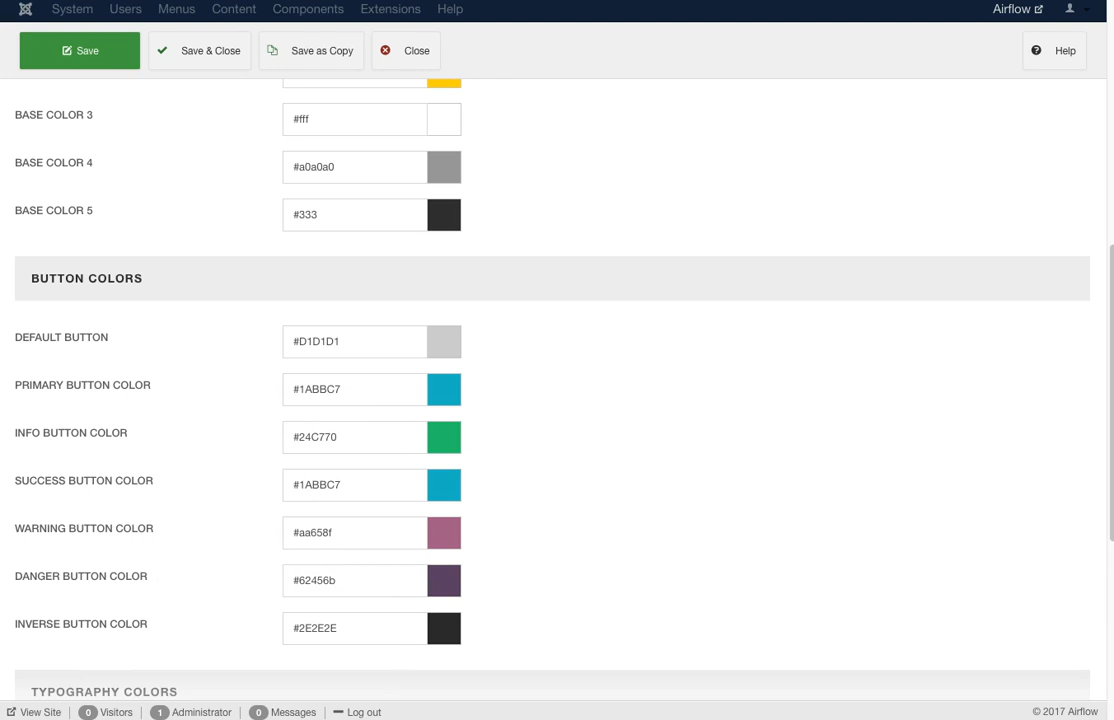 System Users Menus Content Components Extensions Help Airflow
Save Save & Close Save as Copy Close Help
BASE COLOR 3 #fff
BASE COLOR 4 #a0a0a0
BASE COLOR 5 #333
BUTTON COLORS
DEFAULT BUTTON #D1D1D1
PRIMARY BUTTON COLOR #1ABBC7
INFO BUTTON COLOR #24C770
SUCCESS BUTTON COLOR #1ABBC7
WARNING BUTTON COLOR #aa658f
DANGER BUTTON COLOR #62456b
INVERSE BUTTON COLOR #2E2E2E
TYPOGRAPHY COLORS
View Site 0 Visitors 1 Administrator 0 Messages Log out © 2017 Airflow